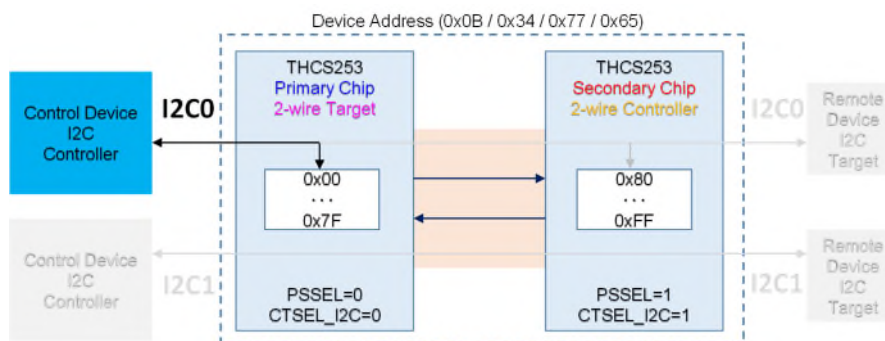 Device Address (0x0B / 0x34 / 0x77 / 0x65)
Control Device
I2C
Controller
I2C0
THCS253
Primary Chip
2-wire Target
0x00
...
0x7F
PSSEL=0
CTSEL_I2C=0
THCS253
Secondary Chip
2-wire Controller
0x80
...
0xFF
PSSEL=1
CTSEL_I2C=1
I2C0
Remote
Device
I2C
Target
Control Device
I2C
Controller
I2C1
I2C1
Remote
Device
I2C
Target